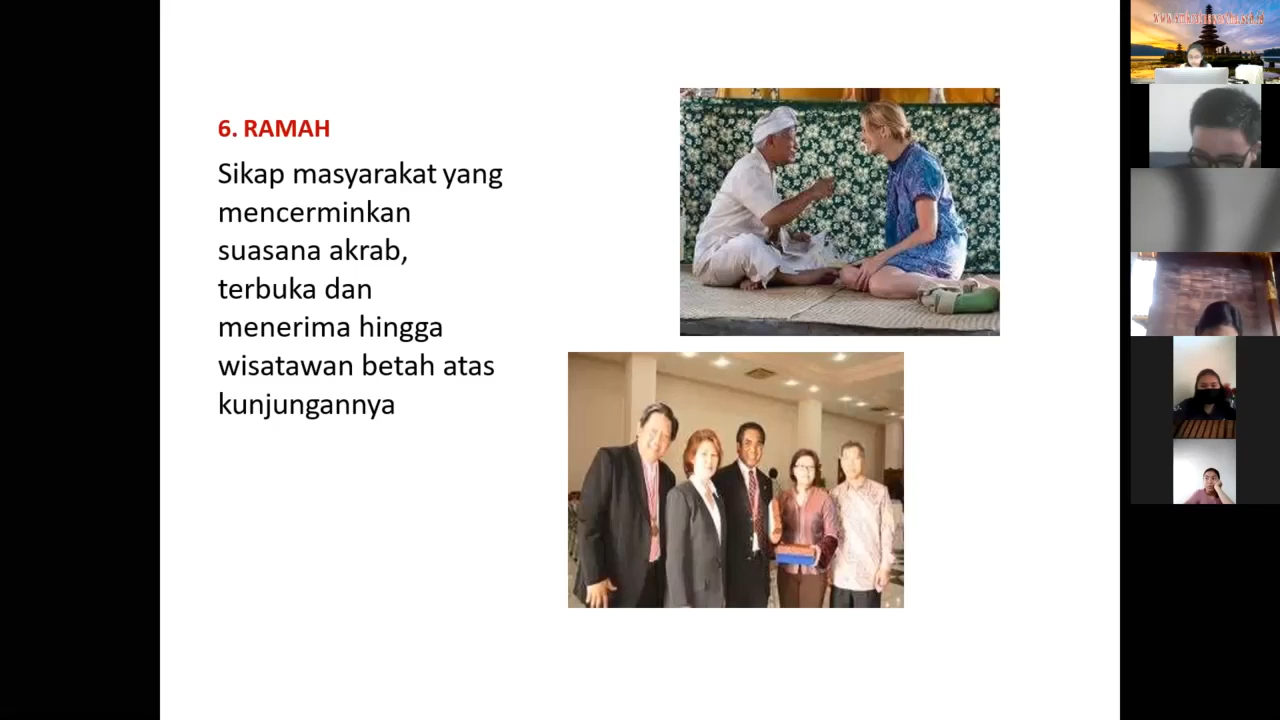 6. RAMAH
Sikap masyarakat yang
mencerminkan
suasana akrab,
terbuka dan
menerima hingga
wisatawan betah atas
kunjungannya